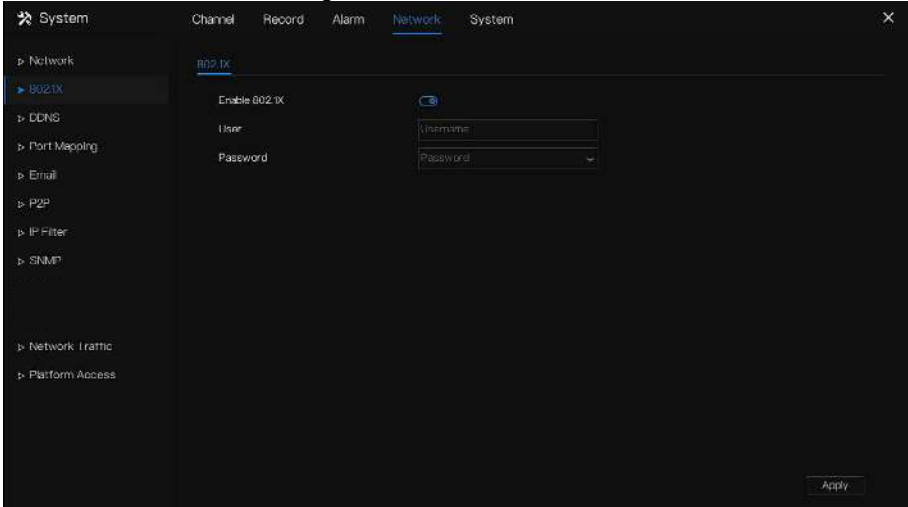 System
Channel Record Alarm Network System
Network
802.1X
DDNS
Port Mapping
Email
P2P
IP Filter
SNMP
Network Traffic
Platform Access
802.1X
Enable 802.1X
User Username
Password Password
Apply